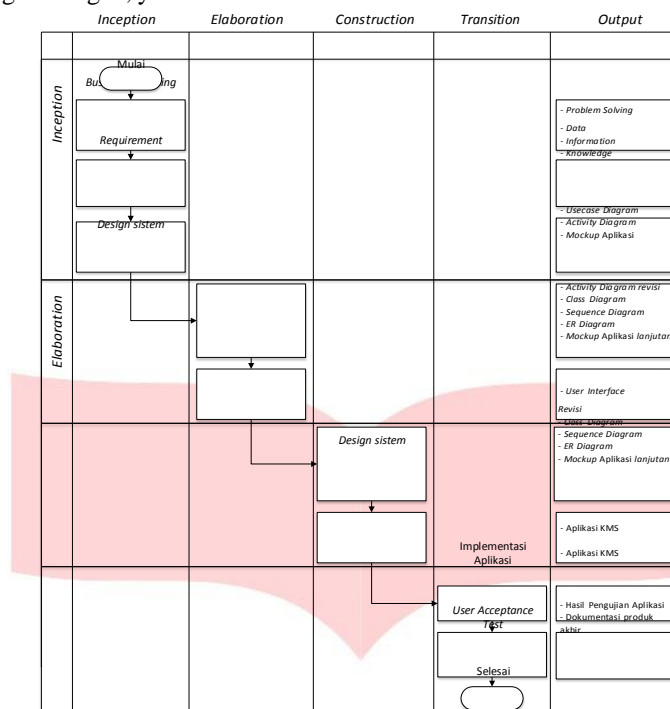 Inception Elaboration Construction Transition Output
Mulai
Inception
Requirement
Design sistem
- Problem Solving
- Data
- Information
- Knowledge
- Usecase Diagram
- Activity Diagram
- Mockup Aplikasi
Elaboration
- Activity Diagram revisi
- Class Diagram
- Sequence Diagram
- ER Diagram
- Mockup Aplikasi lanjutan
- User Interface
Revisi
- Class Diagram
- Sequence Diagram
- ER Diagram
- Mockup Aplikasi lanjutan
Design sistem
- Aplikasi KMS
- Aplikasi KMS
Implementasi
Aplikasi
User Acceptance
Test
- Hasil Pengujian Aplikasi
- Dokumentasi produk
akhir
Selesai